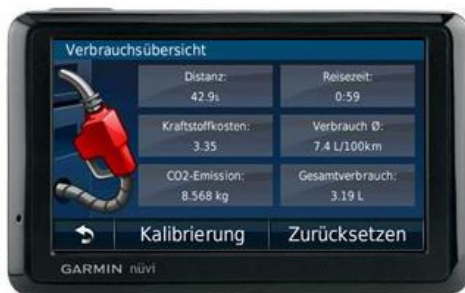 Verbrauchsübersicht
Distanz:
42.9
Reisezeit:
0:59
Kraftstoffkosten:
3.35
Verbrauch Ø:
7.4 L/100km
CO2-Emission:
8.568 kg
Gesamtverbrauch:
3.19 L
Kalibrierung
Zurücksetzen
GARMIN nüvi